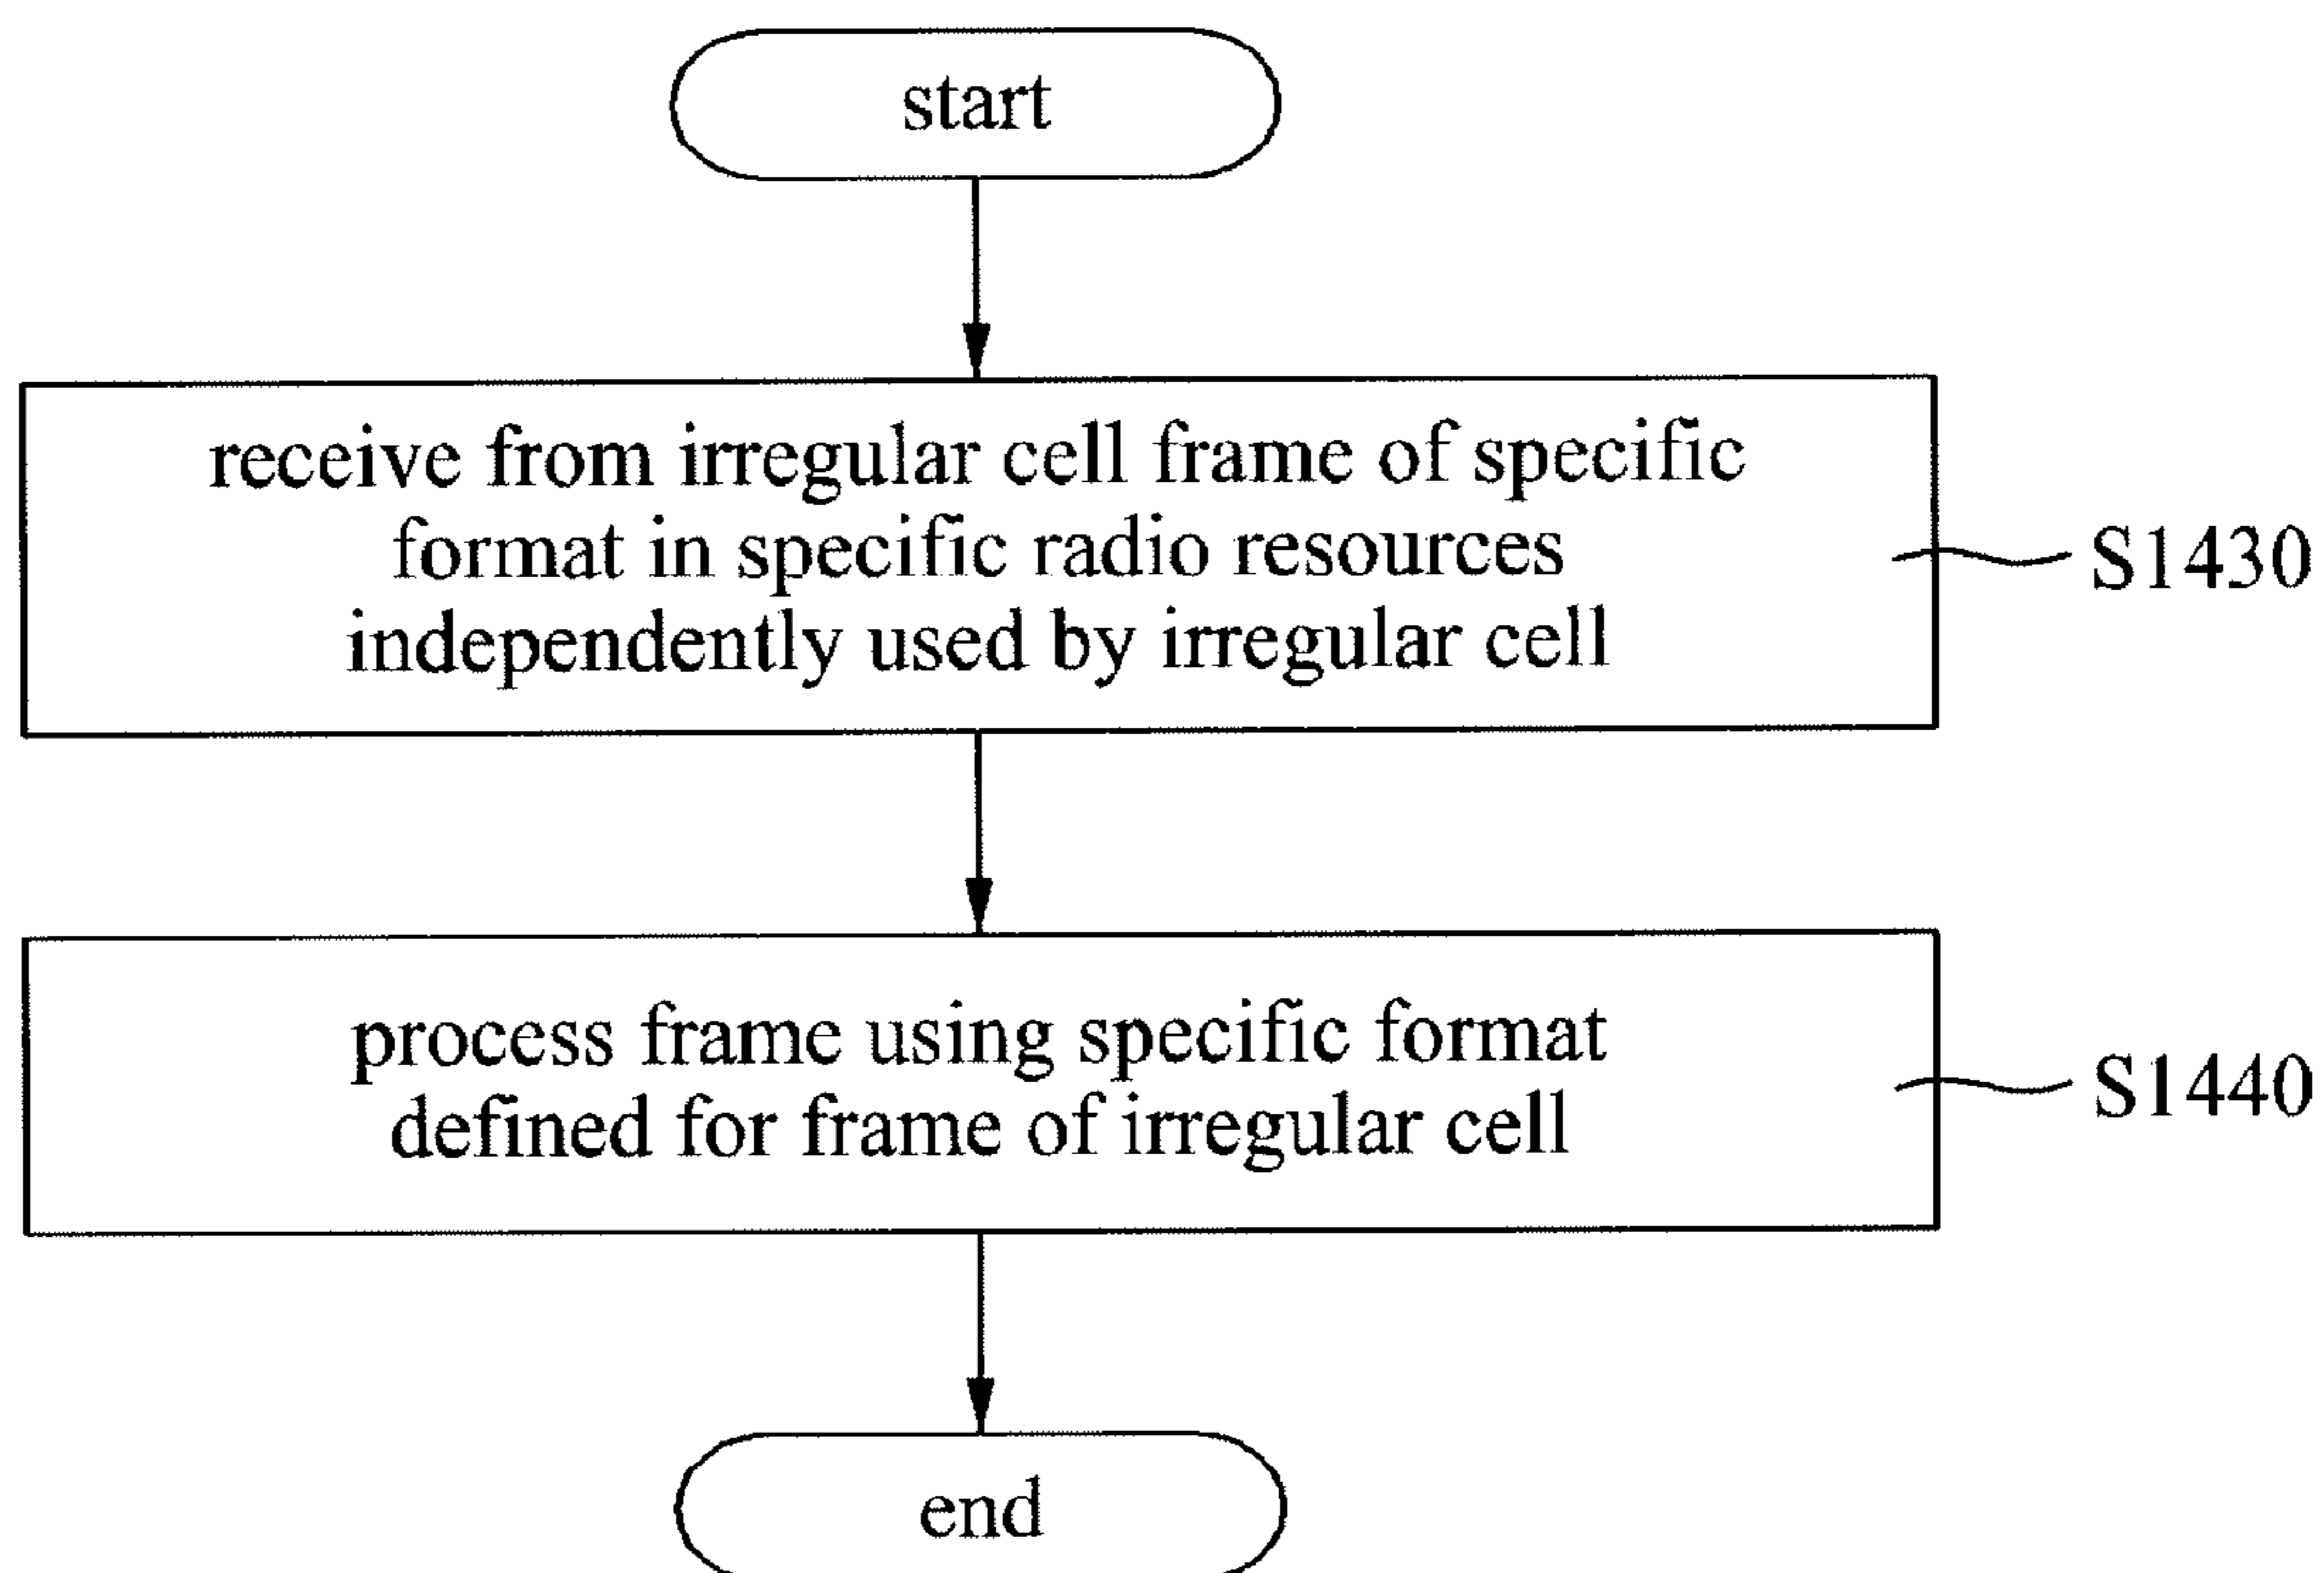 start
receive from irregular cell frame of specific
format in specific radio resources
independently used by irregular cell
S1430
process frame using specific format
defined for frame of irregular cell
S1440
end